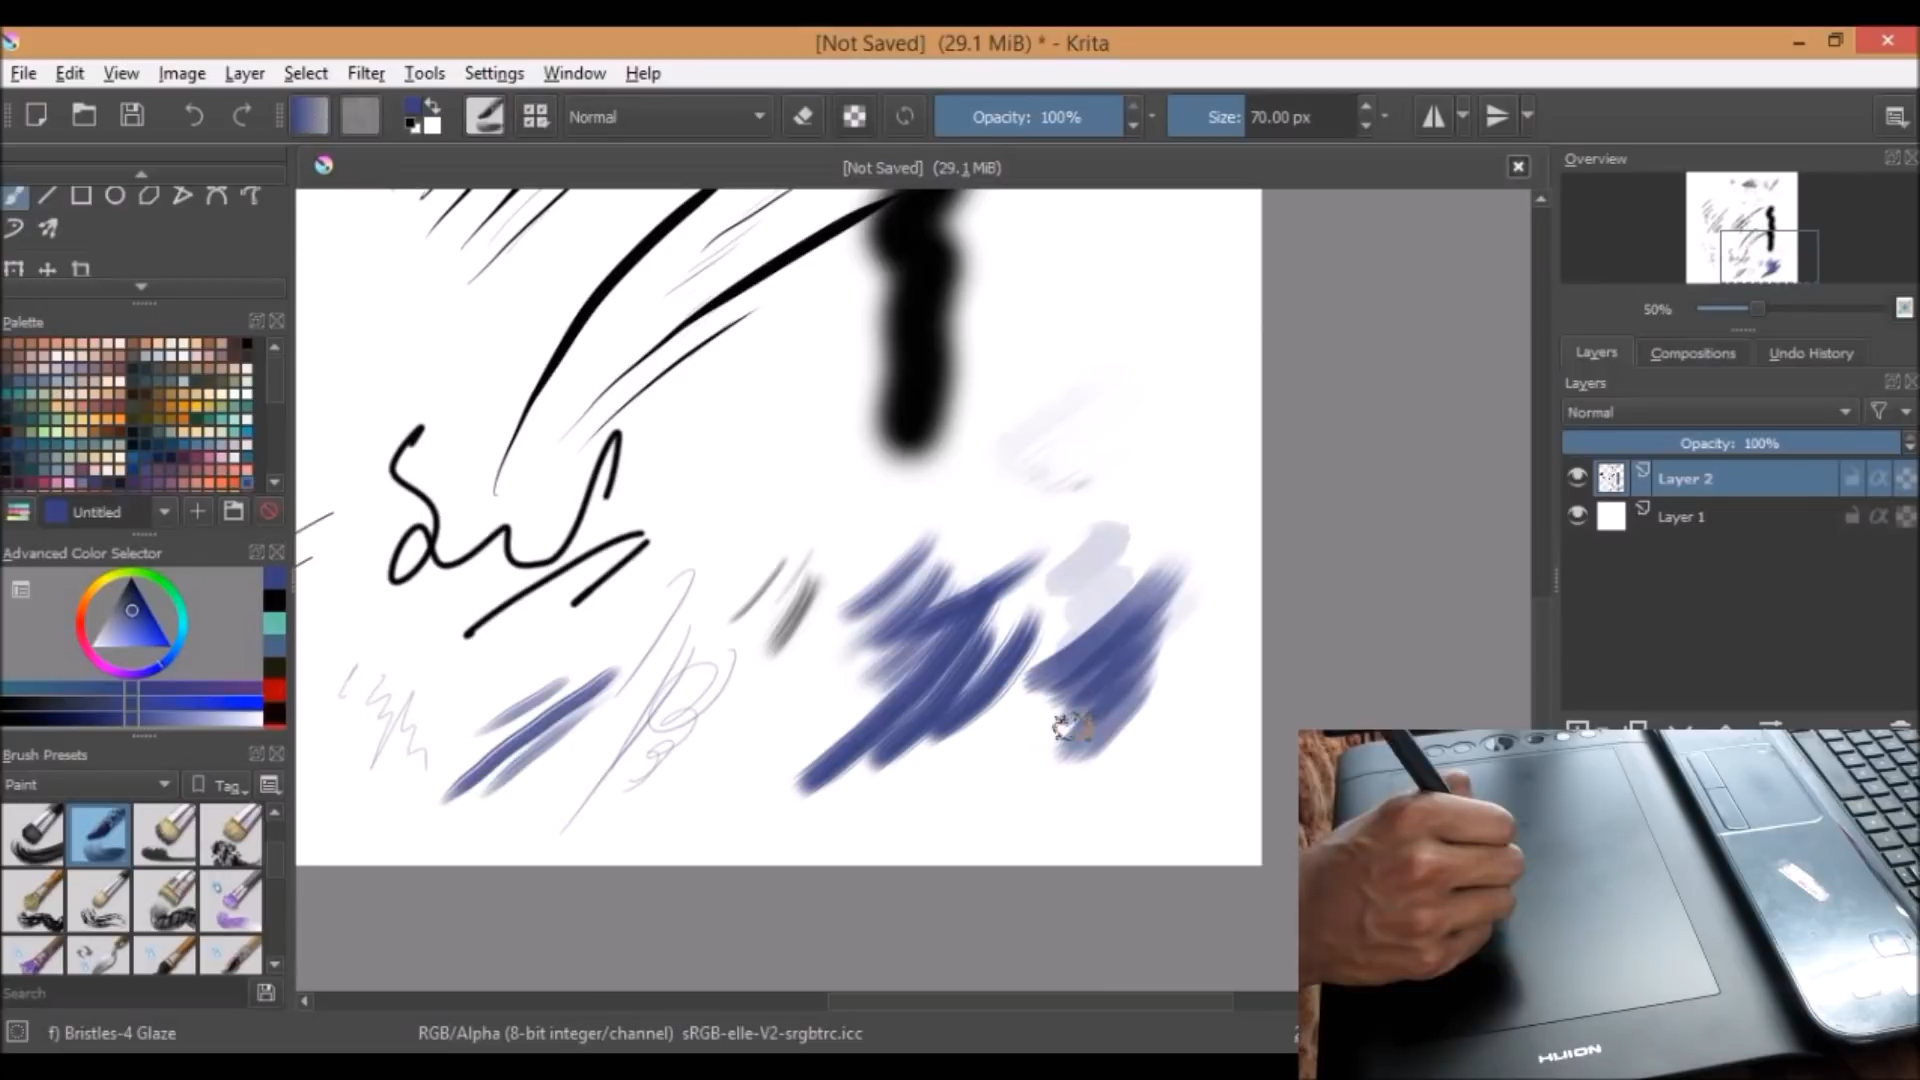 [Not Saved] (29.1 MiB) * - Krita
File Edit View Image Layer Select Filter Tools Settings Window Help
Normal
Opacity: 100%
Size: 70.00 px
[Not Saved] (29.1 MiB)
Overview
50%
Palette
Untitled
Advanced Color Selector
Brush Presets
Paint
Tag
Search
Layers Compositions Undo History
Layers
Normal
Opacity: 100%
Layer 2
Layer 1
f) Bristles-4 Glaze
RGB/Alpha (8-bit integer/channel) sRGB-elle-V2-srgbtrc.icc
HUION